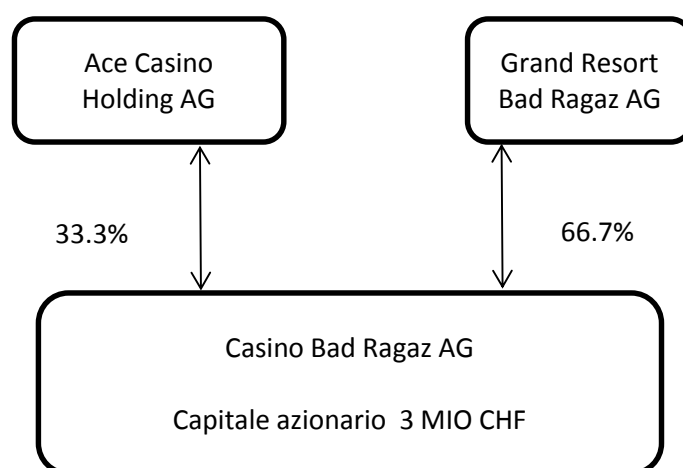 Ace Casino
Holding AG
Grand Resort
Bad Ragaz AG
33.3%
66.7%
Casino Bad Ragaz AG
Capitale azionario  3 MIO CHF